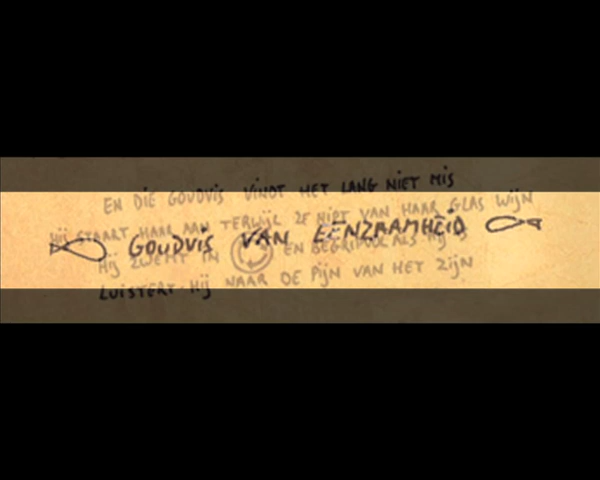 EN DIE GOUDVIS VINDT HET LANG NIET MIS
HIJ STAART HAAR AAN TERWIJL ZE NIPT VAN HAAR GLAS WIJN
GOUDVIS VAN EENZAAMHEID
HIJ ZWEMT IN EN ALS HIJ
LUISTERT HIJ NAAR DE PIJN VAN HET ZIJN